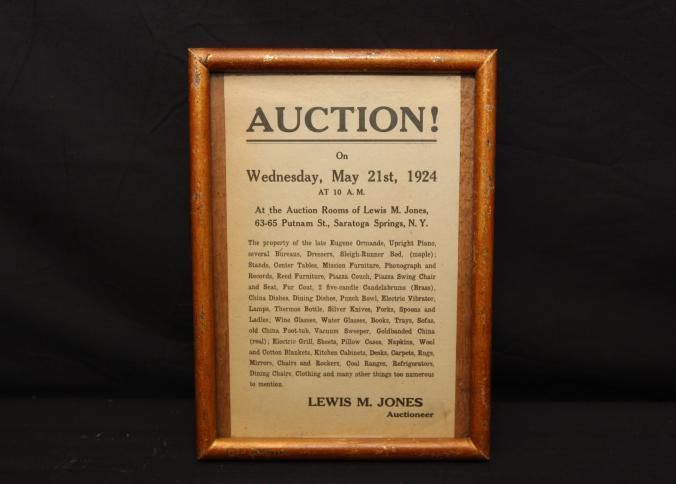 AUCTION!
On
Wednesday, May 21st, 1924
AT 10 A. M.
At the Auction Rooms of Lewis M. Jones,
63-65 Putnam St., Saratoga Springs, N. Y.
The property of the late Eugene Ormande, Upright Piano,
several Bureaus, Dressers, Sleigh-Runner Bed, (maple);
Stands, Center Tables, Mission Furniture, Phonograph and
Records, Reed Furniture, Piazza Couch, Piazza Swing Chair
and Seat, Fur Coat, 2 five-candle Candelabrums (Brass),
China Dishes, Dining Dishes, Punch Bowl, Electric Vibrator,
Lamps, Thermos Bottle, Silver Knives, Forks, Spoons and
Ladles; Wine Glasses, Water Glasses, Books, Trays, Sofas,
old China Foot-tub, Vacuum Sweeper, Goldbanded China
(real); Electric Grill, Sheets, Pillow Cases, Napkins, Wool
and Cotton Blankets, Kitchen Cabinets, Desks, Carpets, Rugs,
Mirrors, Chairs and Rockers, Coal Ranges, Refrigerators,
Dining Chairs, Clothing and many other things too numerous
to mention.
LEWIS M. JONES
Auctioneer